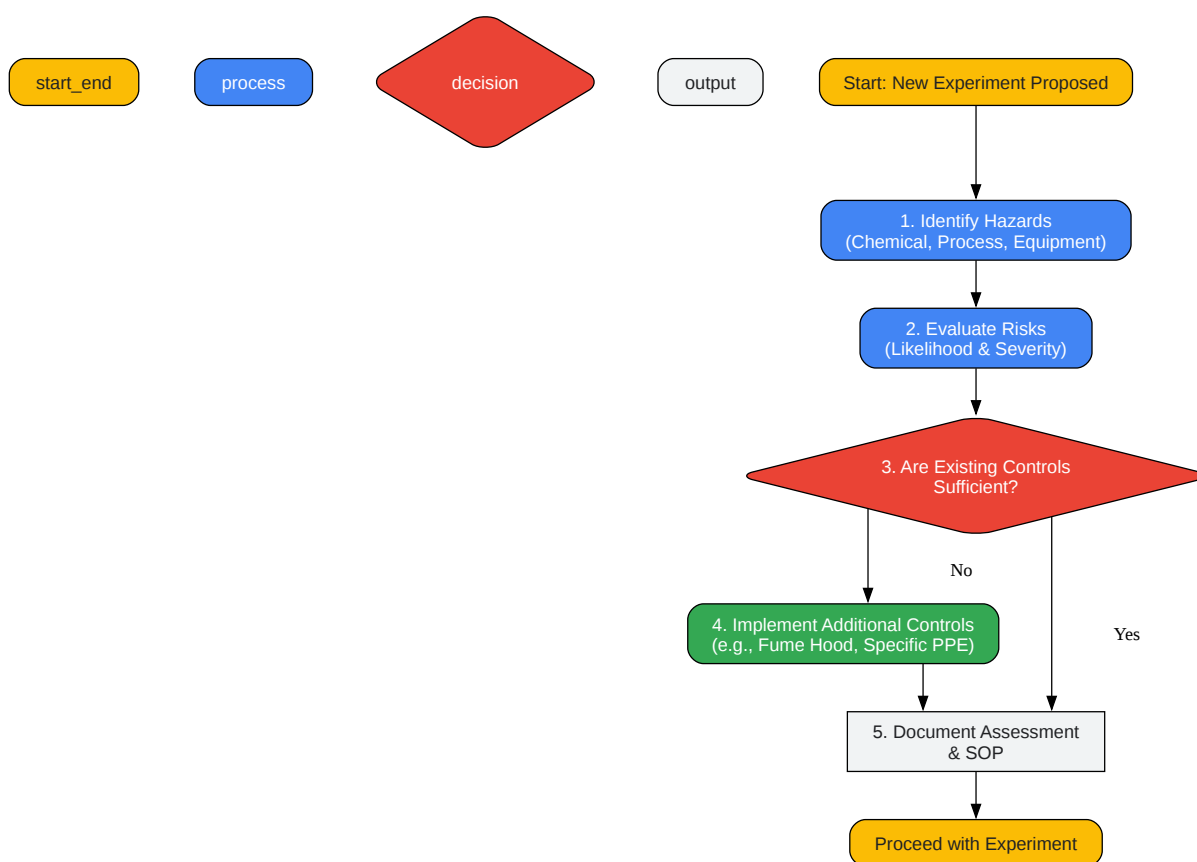 start_end
process
decision
output
Start: New Experiment Proposed
1. Identify Hazards
(Chemical, Process, Equipment)
2. Evaluate Risks
(Likelihood & Severity)
3. Are Existing Controls
Sufficient?
No
4. Implement Additional Controls
(e.g., Fume Hood, Specific PPE)
Yes
5. Document Assessment
& SOP
Proceed with Experiment